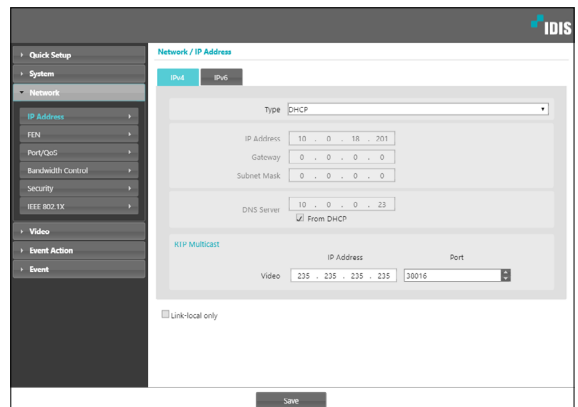 IDIS
Quick Setup
System
Network
IP Address
FEN
Port/QoS
Bandwidth Control
Security
IEEE 802.1X
Video
Event Action
Event
Network / IP Address
IPv4 IPv6
Type DHCP
IP Address 10 . 0 . 18 . 201
Gateway 0 . 0 . 0 . 0
Subnet Mask 0 . 0 . 0 . 0
DNS Server 10 . 0 . 0 . 23
From DHCP
RTP Multicast
IP Address Port
Video 235 . 235 . 235 . 235 30016
Link-local only
Save